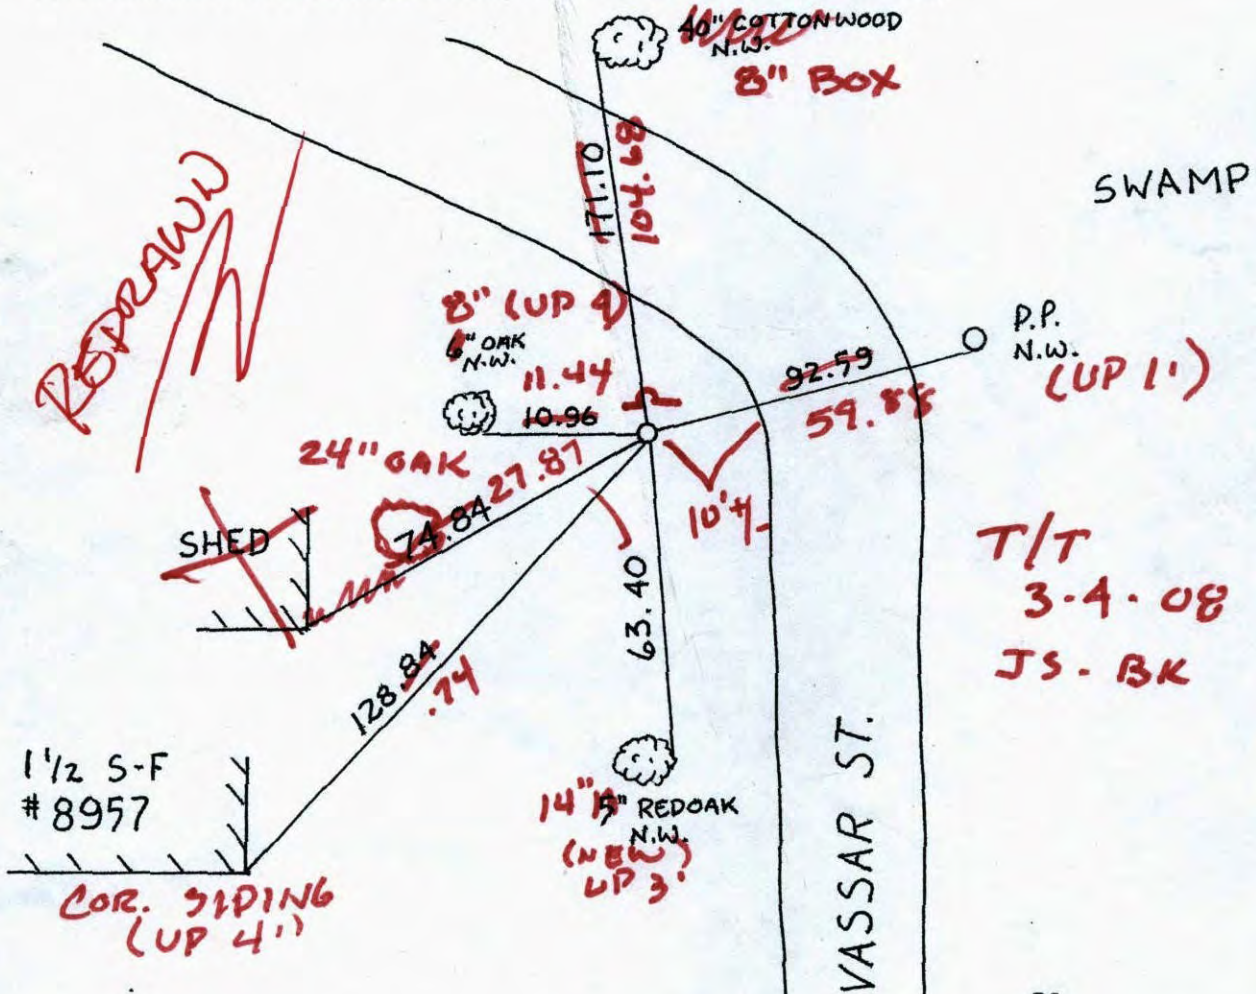 40" COTTONWOOD
N.W.
8" BOX
171.10
104.68
SWAMP
REDRAWN
8" (UP 4)
6" OAK
N.W.
11.44
10.96
92.59
59.88
P.P.
N.W.
(UP 1')
24" OAK
27.87
74.84
SHED
10'±
63.40
T/T
3-4-08
JS - BK
128.84
.74
1 1/2 S-F
# 8957
14"
5" REDOAK
N.W.
(NEW)
UP 3'
COR. SIDING
(UP 4')
VASSAR ST.